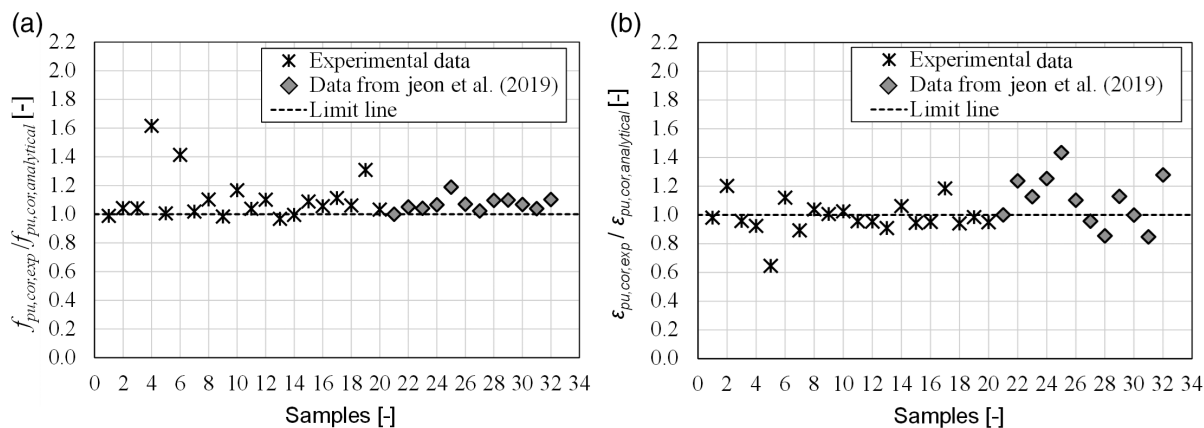 (a)
f_pu,cor,exp/f_pu,cor,analytical [-]
2.2
2.0
1.8
1.6
1.4
1.2
1.0
0.8
0.6
0.4
0.2
0.0
Experimental data
Data from jeon et al. (2019)
Limit line
0 2 4 6 8 10 12 14 16 18 20 22 24 26 28 30 32 34
Samples [-]
(b)
ε_pu,cor,exp / ε_pu,cor,analytical [-]
2.2
2.0
1.8
1.6
1.4
1.2
1.0
0.8
0.6
0.4
0.2
0.0
Experimental data
Data from jeon et al. (2019)
Limit line
0 2 4 6 8 10 12 14 16 18 20 22 24 26 28 30 32 34
Samples [-]